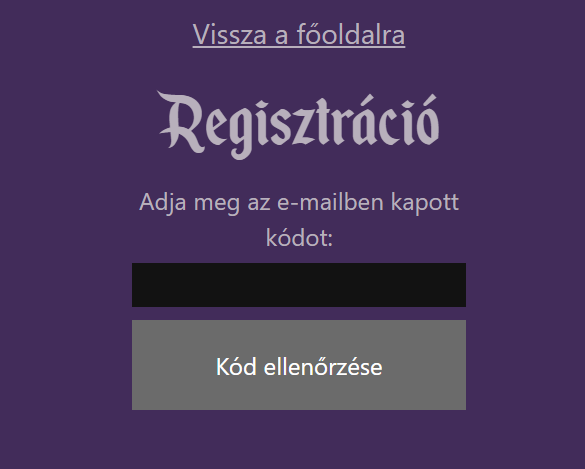 Vissza a főoldalra
Regisztráció
Adja meg az e-mailben kapott
kódot:
Kód ellenőrzése